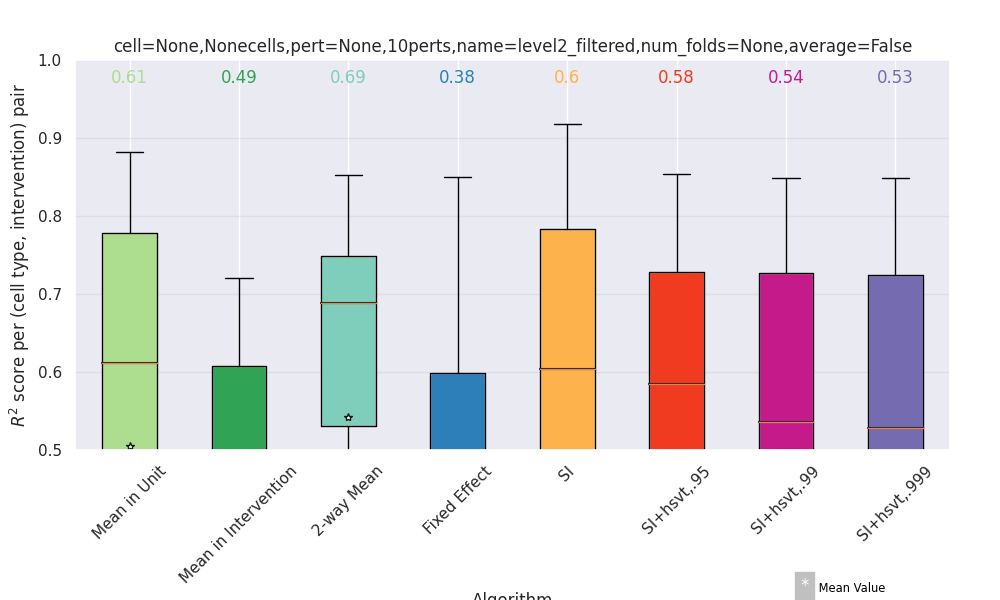 cell=None,Nonecells,pert=None,10perts,name=level2_filtered,num_folds=None,average=False
1.0
0.9
0.8
0.7
0.6
0.5
R² score per (cell type, intervention) pair
0.61 0.49 0.69 0.38 0.6 0.58 0.54 0.53
Mean in Unit
Mean in Intervention
2-way Mean
Fixed Effect
SI
SI+hsvt,.95
SI+hsvt,.99
SI+hsvt,.999
Algorithm
* Mean Value